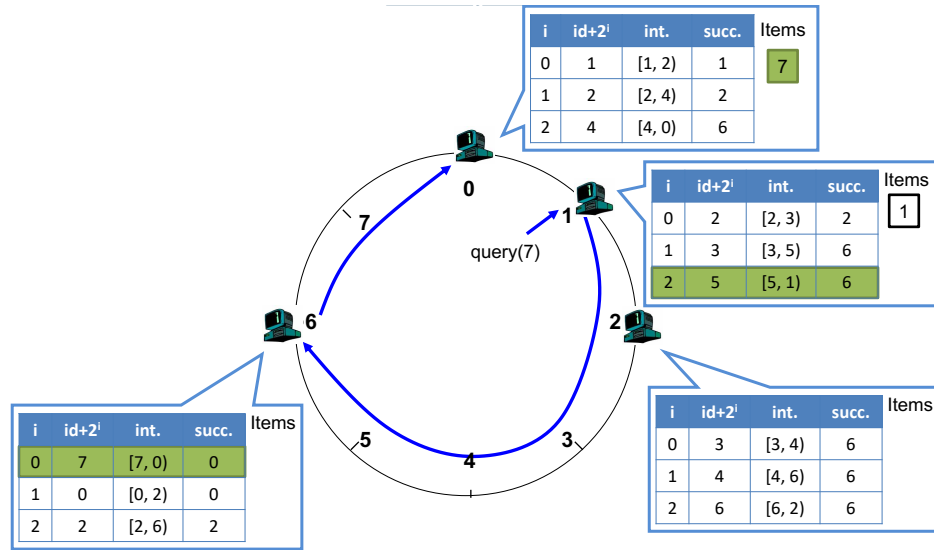 i id+2ⁱ int. succ. Items
0 1 [1, 2) 1 7
1 2 [2, 4) 2
2 4 [4, 0) 6
i id+2ⁱ int. succ. Items
0 2 [2, 3) 2 1
1 3 [3, 5) 6
2 5 [5, 1) 6
0
7
1
query(7)
6
2
5
3
4
i id+2ⁱ int. succ. Items
0 7 [7, 0) 0
1 0 [0, 2) 0
2 2 [2, 6) 2
i id+2ⁱ int. succ. Items
0 3 [3, 4) 6
1 4 [4, 6) 6
2 6 [6, 2) 6